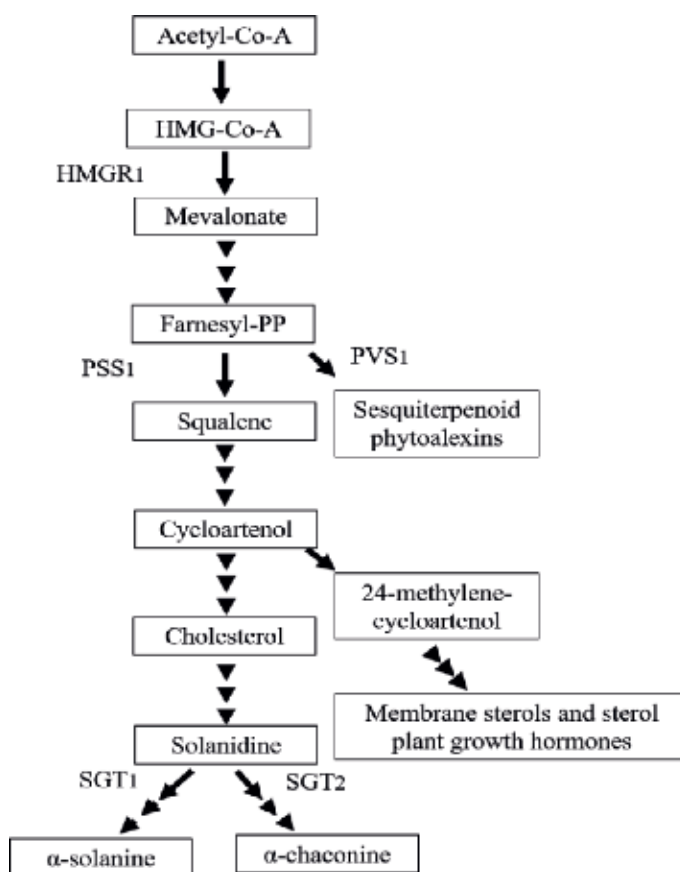 Acetyl-Co-A
HMG-Co-A
HMGR1
Mevalonate
Farnesyl-PP
PSS1
PVS1
Squalene
Sesquiterpenoid
phytoalexins
Cycloartenol
24-methylene-
cycloartenol
Cholesterol
Membrane sterols and sterol
plant growth hormones
Solanidine
SGT1
SGT2
α-solanine
α-chaconine